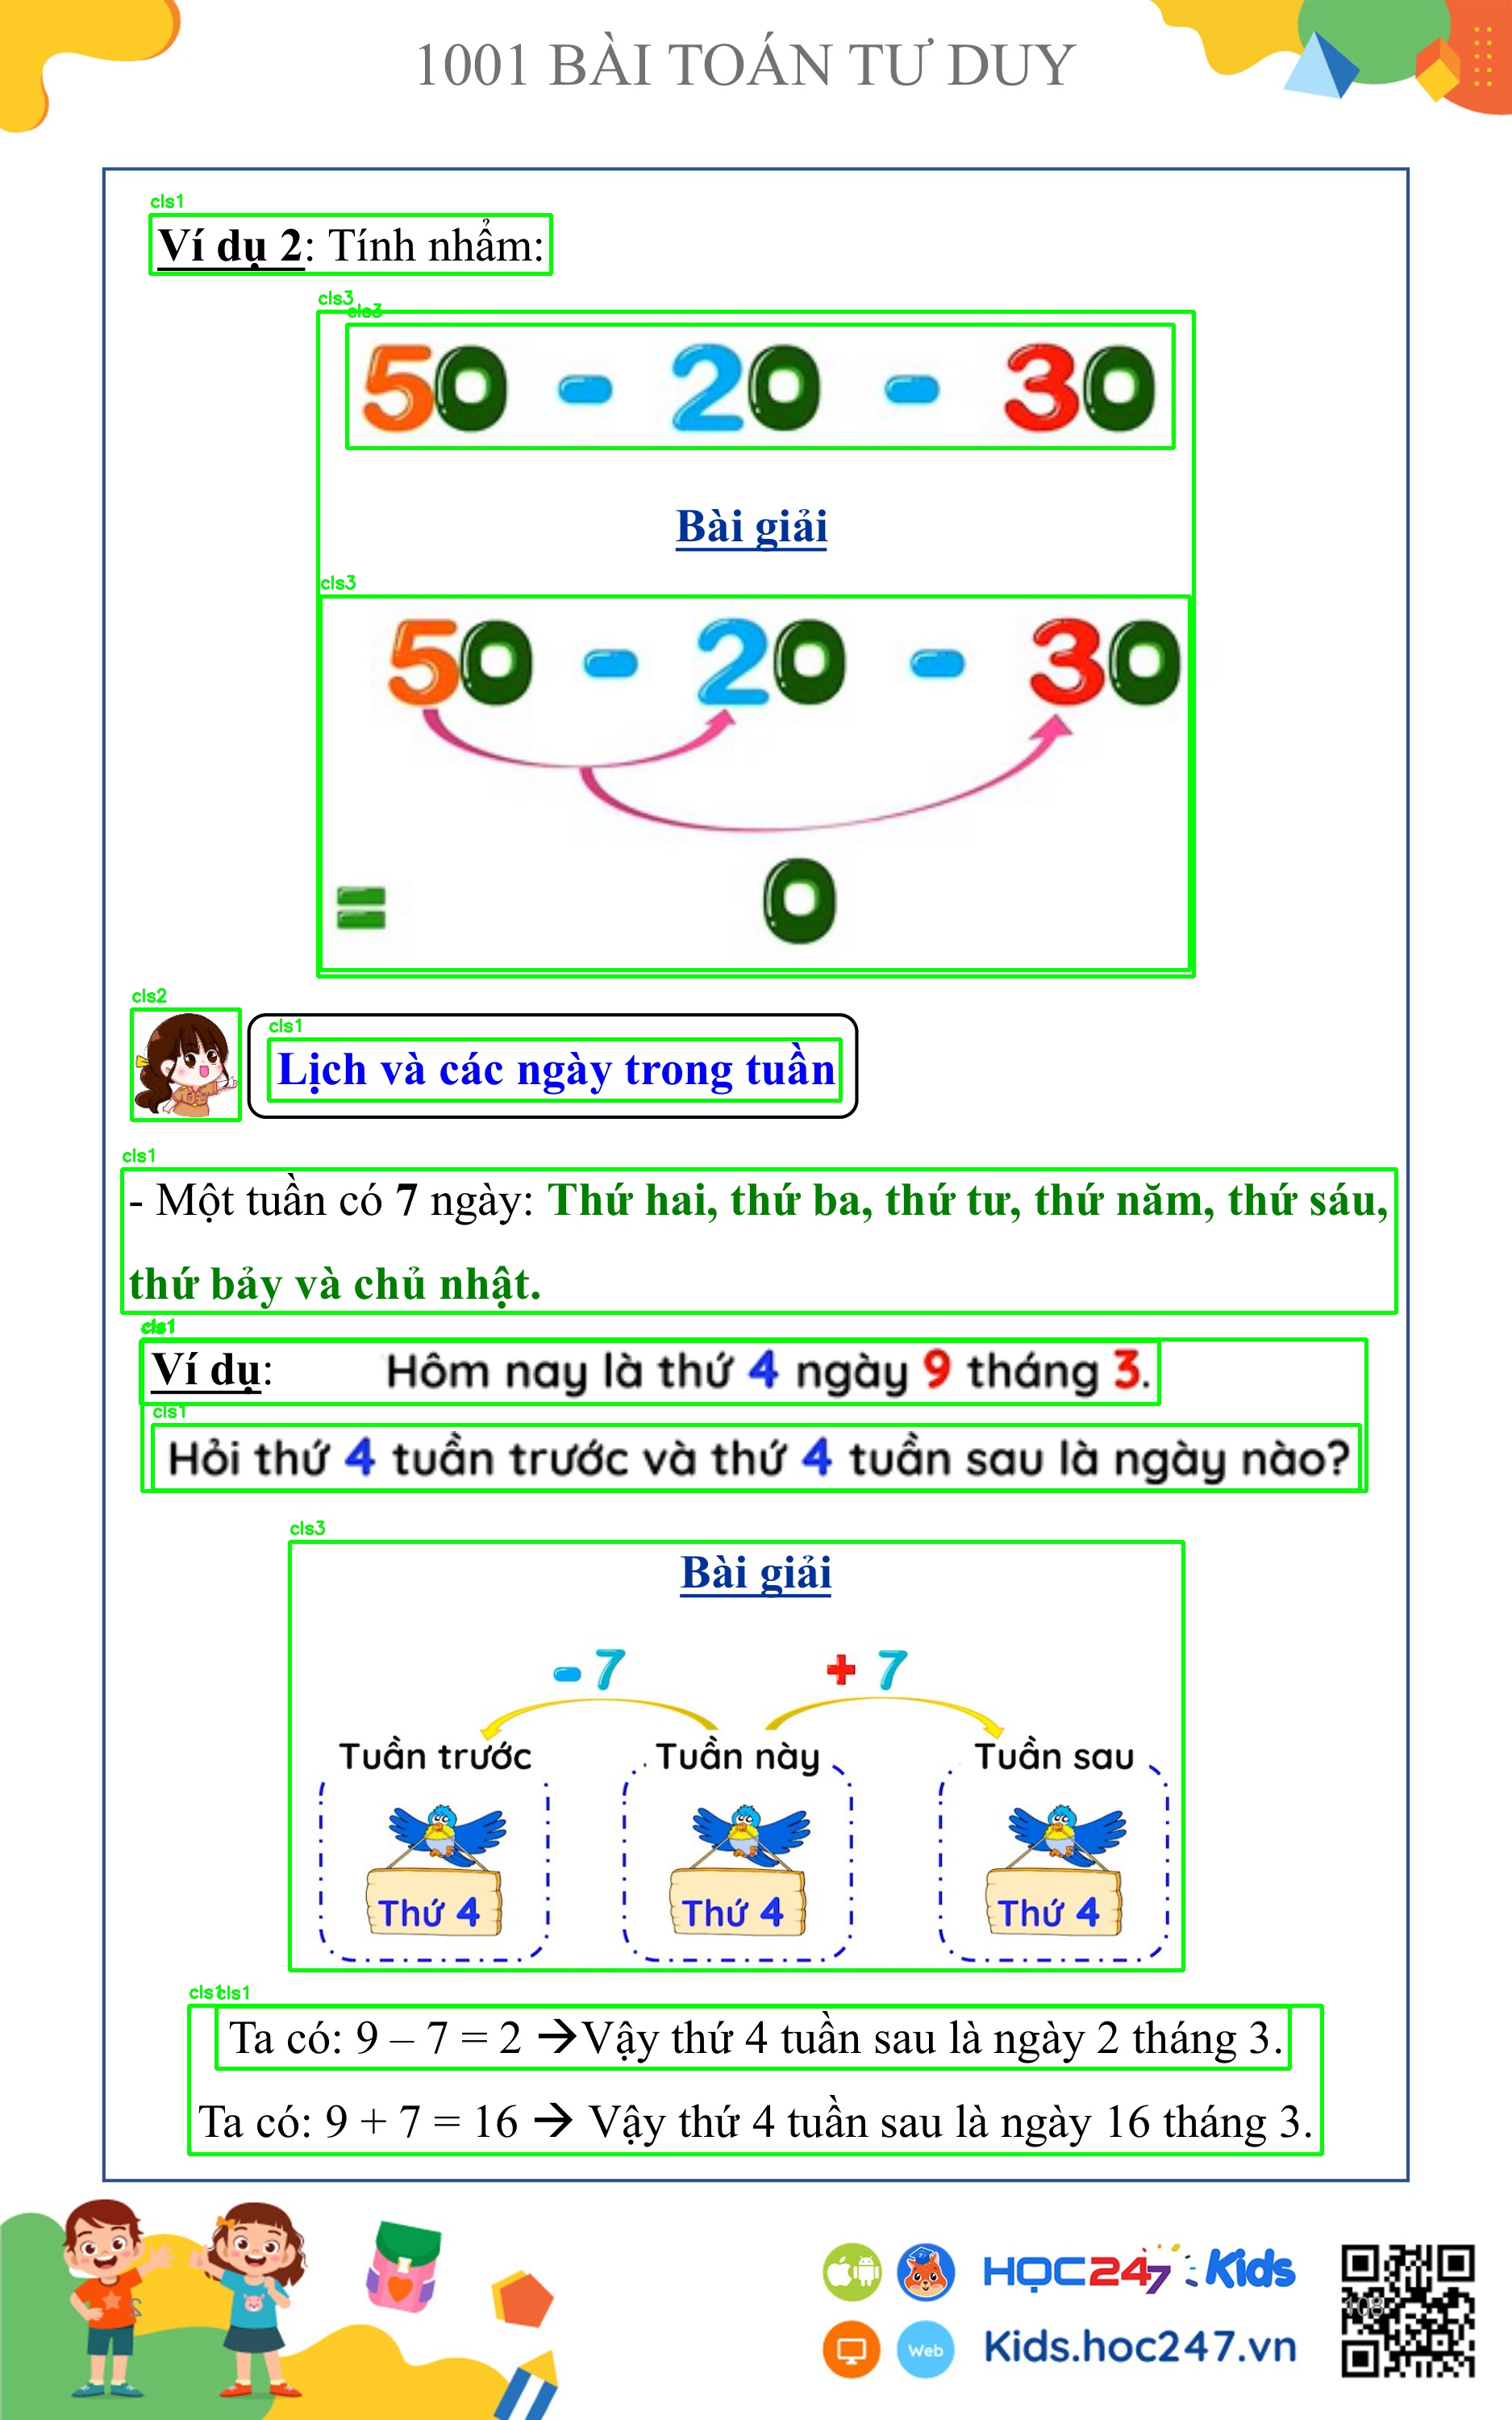 1001 BÀI TOÁN TƯ DUY
cls1
Ví dụ 2: Tính nhẩm:
cls3
cls3
50 - 20 - 30
Bài giải
cls3
50 - 20 - 30
= 0
cls2
cls1
Lịch và các ngày trong tuần
cls1
- Một tuần có 7 ngày: Thứ hai, thứ ba, thứ tư, thứ năm, thứ sáu,
thứ bảy và chủ nhật.
cls1
Ví dụ: Hôm nay là thứ 4 ngày 9 tháng 3.
cls1
Hỏi thứ 4 tuần trước và thứ 4 tuần sau là ngày nào?
cls3
Bài giải
- 7 + 7
Tuần trước Tuần này Tuần sau
Thứ 4 Thứ 4 Thứ 4
cls1 cls1
Ta có: 9 – 7 = 2 →Vậy thứ 4 tuần sau là ngày 2 tháng 3.
Ta có: 9 + 7 = 16 → Vậy thứ 4 tuần sau là ngày 16 tháng 3.
HỌC247 Kids
108
Web Kids.hoc247.vn